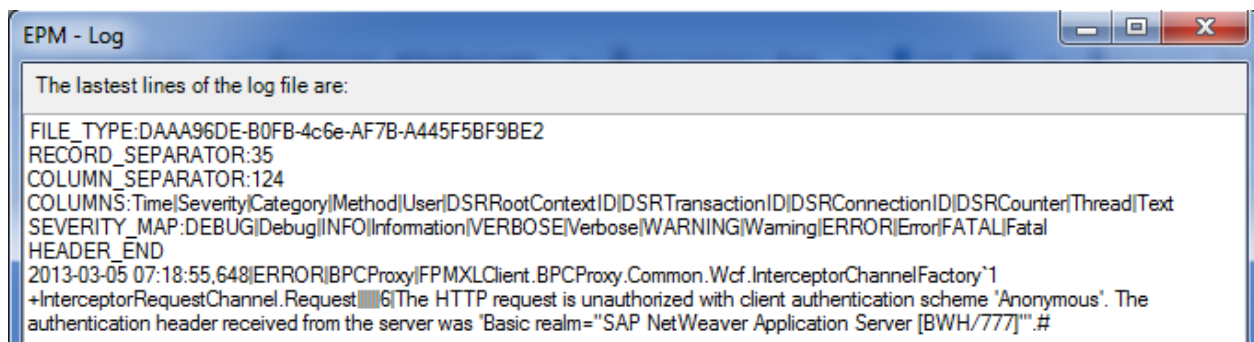 EPM - Log
The lastest lines of the log file are:
FILE_TYPE:DAAA96DE-B0FB-4c6e-AF7B-A445F5BF9BE2
RECORD_SEPARATOR:35
COLUMN_SEPARATOR:124
COLUMNS:Time|Severity|Category|Method|User|DSRRootContextID|DSRTransactionID|DSRConnectionID|DSRCounter|Thread|Text
SEVERITY_MAP:DEBUG|Debug|INFO|Information|VERBOSE|Verbose|WARNING|Warning|ERROR|Error|FATAL|Fatal
HEADER_END
2013-03-05 07:18:55,648|ERROR|BPCProxy|FPMXLClient.BPCProxy.Common.Wcf.InterceptorChannelFactory`1
+InterceptorRequestChannel.Request||||||6|The HTTP request is unauthorized with client authentication scheme 'Anonymous'. The
authentication header received from the server was 'Basic realm="SAP NetWeaver Application Server [BWH/777]"'.#